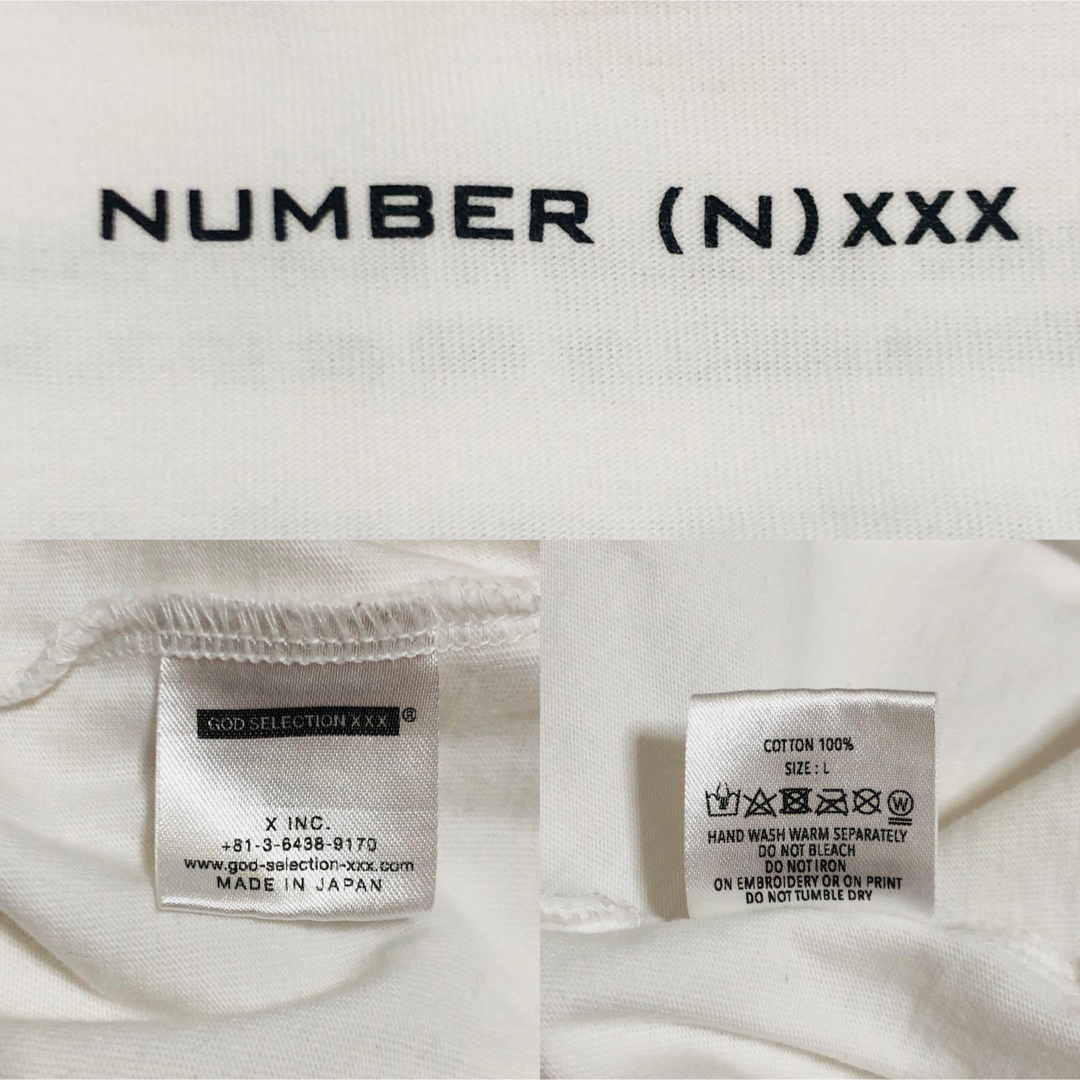 NUMBER (N)XXX
GOD SELECTION XXX ®
X INC.
+81-3-6438-9170
www.god-selection-xxx.com
MADE IN JAPAN
COTTON 100%
SIZE : L
W
HAND WASH WARM SEPARATELY
DO NOT BLEACH
DO NOT IRON
ON EMBROIDERY OR ON PRINT
DO NOT TUMBLE DRY